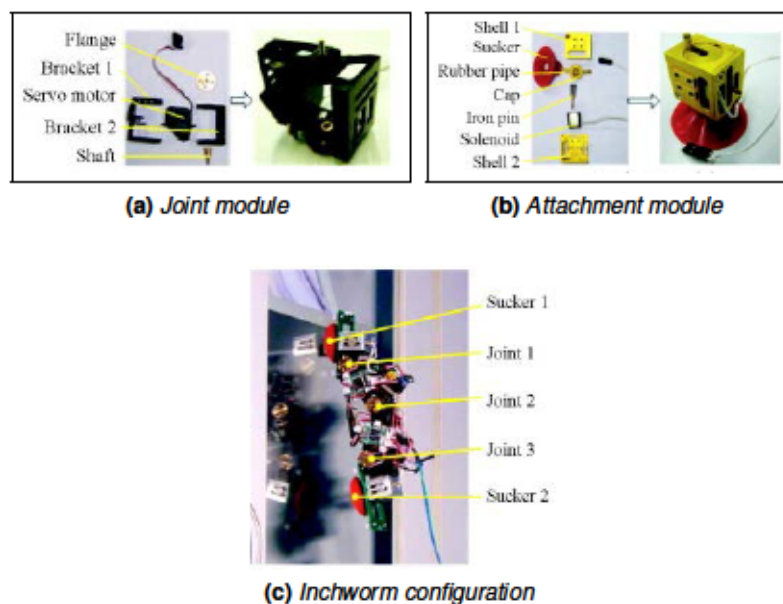 Flange
Bracket 1
Servo motor
Bracket 2
Shaft
(a) Joint module
Shell 1
Sucker
Rubber pipe
Cap
Iron pin
Solenoid
Shell 2
(b) Attachment module
Sucker 1
Joint 1
Joint 2
Joint 3
Sucker 2
(c) Inchworm configuration